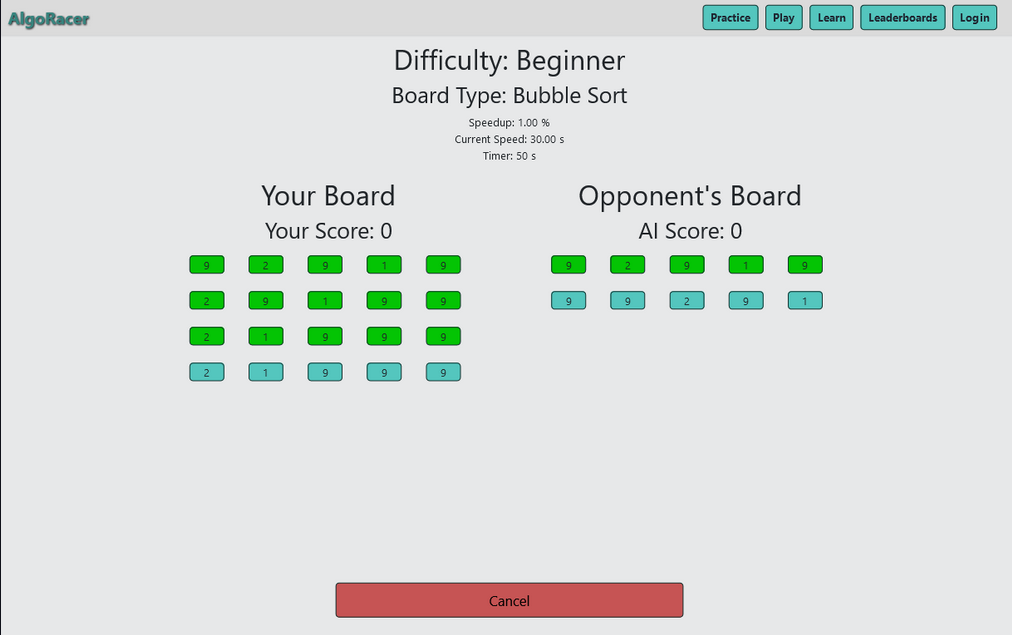 AlgoRacer Practice Play Learn Leaderboards Login
Difficulty: Beginner
Board Type: Bubble Sort
Speedup: 1.00 %
Current Speed: 30.00 s
Timer: 50 s
Your Board
Your Score: 0
9 2 9 1 9
2 9 1 9 9
2 1 9 9 9
2 1 9 9 9
Opponent's Board
AI Score: 0
9 2 9 1 9
9 9 2 9 1
Cancel